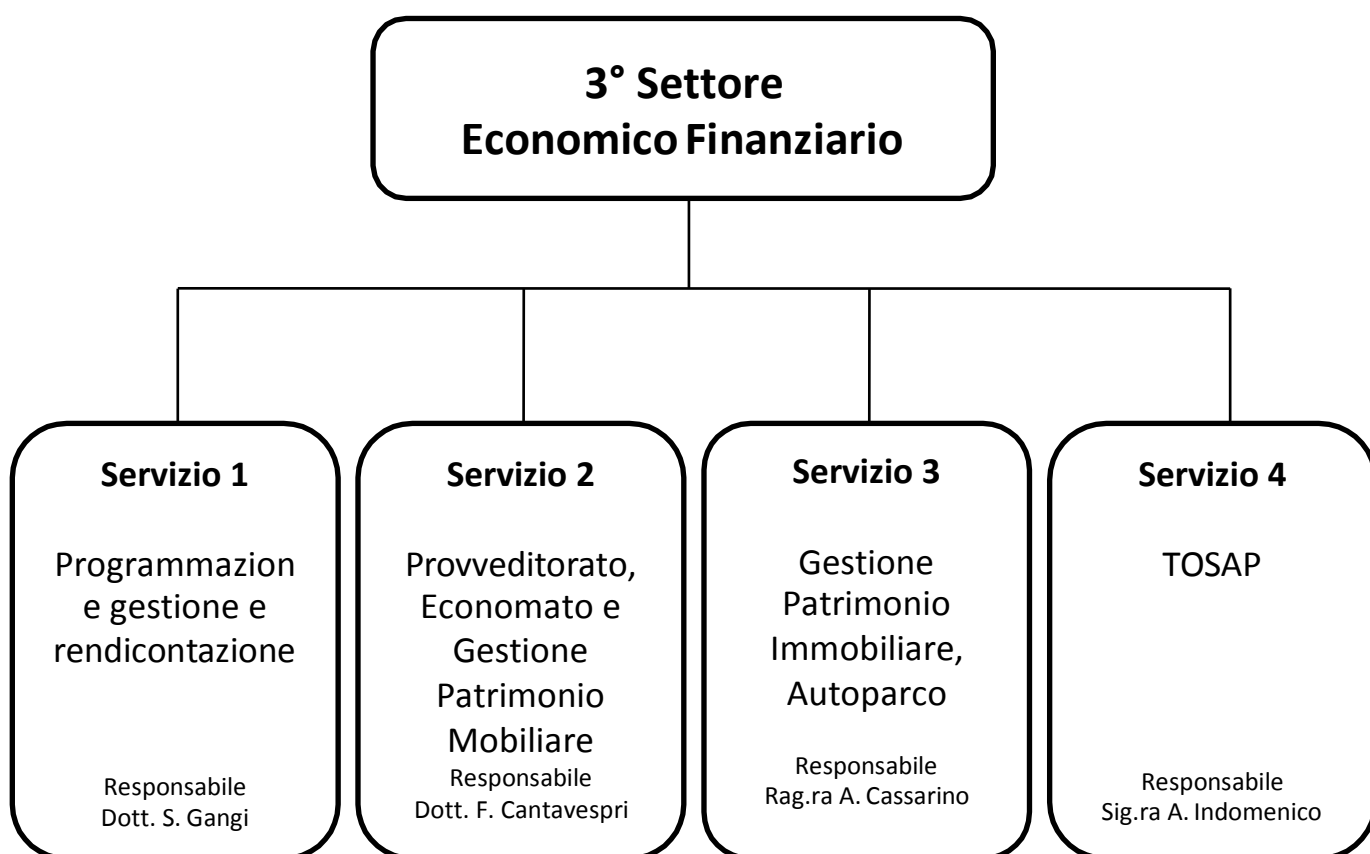 3° Settore
Economico Finanziario
Servizio 1
Programmazion
e gestione e
rendicontazione
Responsabile
Dott. S. Gangi
Servizio 2
Provveditorato,
Economato e
Gestione
Patrimonio
Mobiliare
Responsabile
Dott. F. Cantavespri
Servizio 3
Gestione
Patrimonio
Immobiliare,
Autoparco
Responsabile
Rag.ra A. Cassarino
Servizio 4
TOSAP
Responsabile
Sig.ra A. Indomenico